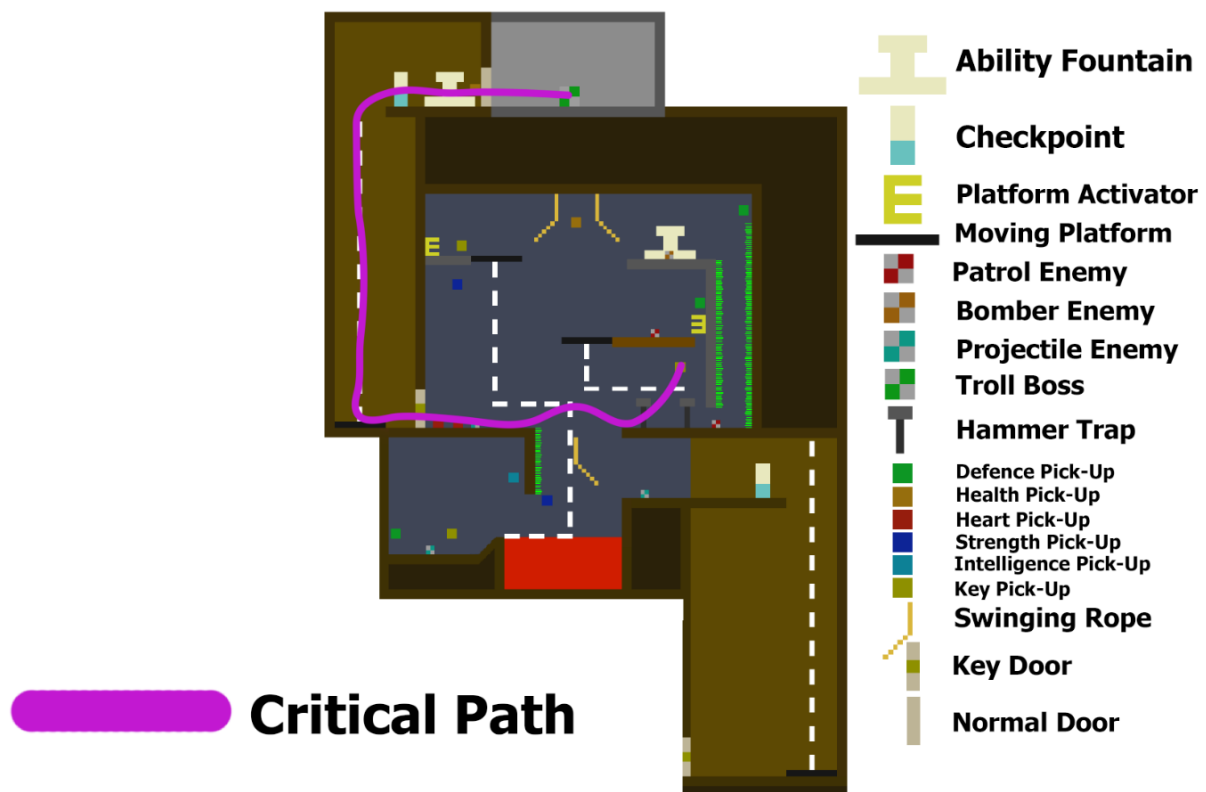 Ability Fountain
Checkpoint
E
Platform Activator
Moving Platform
Patrol Enemy
Bomber Enemy
Projectile Enemy
Troll Boss
Hammer Trap
Defence Pick-Up
Health Pick-Up
Heart Pick-Up
Strength Pick-Up
Intelligence Pick-Up
Key Pick-Up
Swinging Rope
Key Door
Normal Door
Critical Path